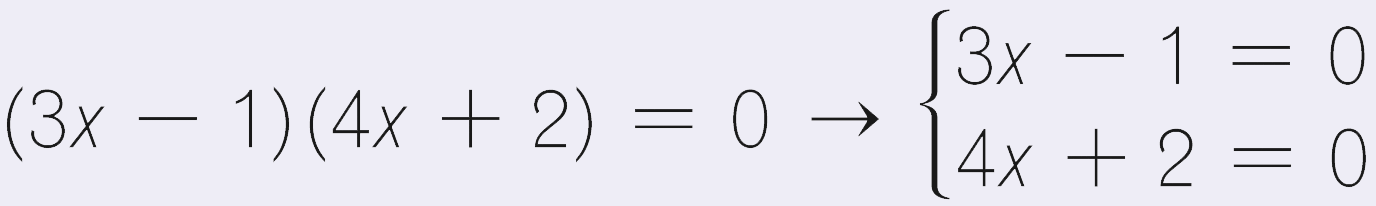 (3x − 1)(4x + 2) = 0 → { 3x − 1 = 0
4x + 2 = 0